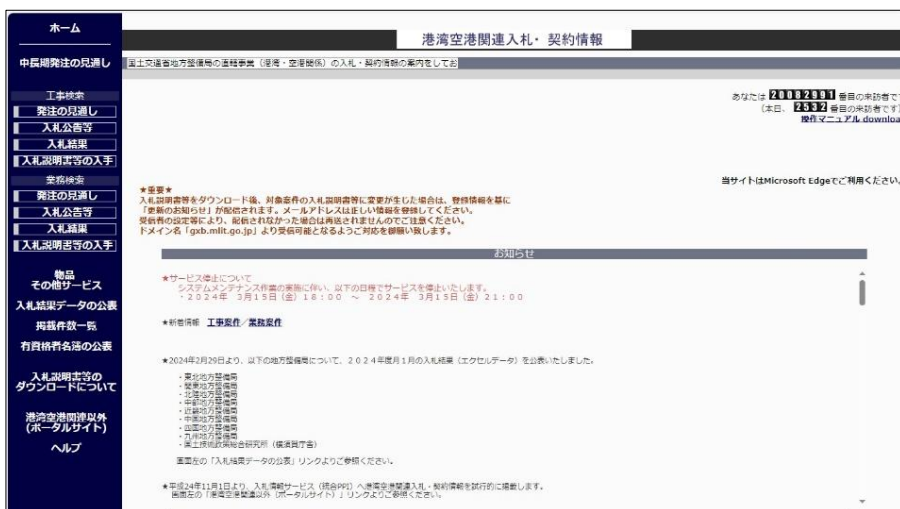 ホーム
中長期発注の見通し
工事検索
発注の見通し
入札公告等
入札結果
入札説明書等の入手
業務検索
発注の見通し
入札公告等
入札結果
入札説明書等の入手
物品
その他サービス
入札結果データの公表
掲載件数一覧
有資格者名簿の公表
入札説明書等の
ダウンロードについて
港湾空港関連以外
(ポータルサイト)
ヘルプ
港湾空港関連入札・契約情報
国土交通省地方整備局の直轄事業（港湾・空港関係）の入札・契約情報の案内をしてお
あなたは 20082991 番目の来訪者です
(本日、 2532 番目の来訪者です)
操作マニュアル download
当サイトはMicrosoft Edgeでご利用ください。
★重要★
入札説明書等をダウンロード後、対象案件の入札説明書等に変更が生じた場合は、登録情報を基に
「更新のお知らせ」が配信されます。メールアドレスは正しい情報を登録してください。
受信者の設定等により、配信されなかった場合は再送されませんのでご注意ください。
ドメイン名「gxb.mlit.go.jp」より受信可能となるようご対応を御願い致します。
お知らせ
★サービス停止について
システムメンテナンス作業の実施に伴い、以下の日程でサービスを停止いたします。
・２０２４年　３月１５日（金）１８：００　～　２０２４年　３月１５日（金）２１：００
★新着情報　工事案件／業務案件
★2024年2月29日より、以下の地方整備局について、２０２４年度月１月の入札結果（エクセルデータ）を公表いたしました。
・東北地方整備局
・関東地方整備局
・北陸地方整備局
・中部地方整備局
・近畿地方整備局
・中国地方整備局
・四国地方整備局
・九州地方整備局
・国土技術政策総合研究所（横須賀庁舎）
画面左の「入札結果データの公表」リンクよりご参照ください。
★平成24年11月1日より、入札情報サービス（統合PPI）へ港湾空港関連入札・契約情報を試行的に掲載します。
画面左の「港湾空港関連以外（ポータルサイト）」リンクよりご参照ください。